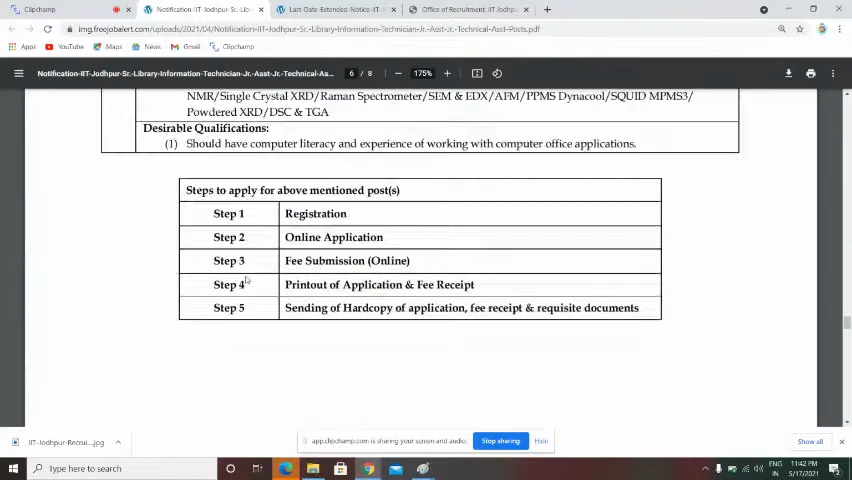 Clipchamp
Notification-IIT-Jodhpur-Sr.-Lib
Last-Date-Extended-Notice-IIT
Office of Recruitment: IIT Jodhp
img.freejobalert.com/uploads/2021/04/Notification-IIT-Jodhpur-Sr.-Library-Information-Technician-Jr.-Asst-Jr.-Technical-Asst-Posts.pdf
Apps YouTube Maps News Gmail Clipchamp
Notification-IIT-Jodhpur-Sr.-Library-Information-Technician-Jr.-Asst-Jr.-Technical-As... 6 / 8 175%
NMR/Single Crystal XRD/Raman Spectrometer/SEM & EDX/AFM/PPMS Dynacool/SQUID MPMS3/
Powdered XRD/DSC & TGA
Desirable Qualifications:
(1) Should have computer literacy and experience of working with computer office applications.
Steps to apply for above mentioned post(s)
Step 1 Registration
Step 2 Online Application
Step 3 Fee Submission (Online)
Step 4 Printout of Application & Fee Receipt
Step 5 Sending of Hardcopy of application, fee receipt & requisite documents
IIT-Jodhpur-Recrui....jpg
app.clipchamp.com is sharing your screen and audio. Stop sharing Hide
Show all
Type here to search
ENG
IN
11:42 PM
5/17/2021
2